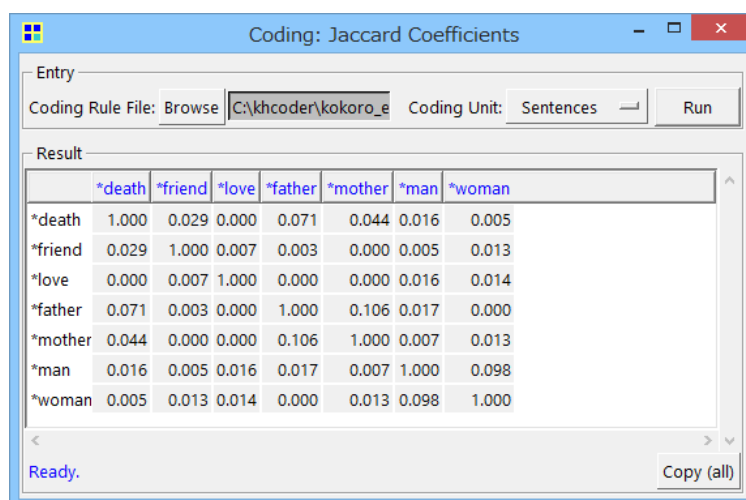 Coding: Jaccard Coefficients
Entry
Coding Rule File: Browse C:\khcoder\kokoro_e Coding Unit: Sentences Run
Result
*death *friend *love *father *mother *man *woman
*death 1.000 0.029 0.000 0.071 0.044 0.016 0.005
*friend 0.029 1.000 0.007 0.003 0.000 0.005 0.013
*love 0.000 0.007 1.000 0.000 0.000 0.016 0.014
*father 0.071 0.003 0.000 1.000 0.106 0.017 0.000
*mother 0.044 0.000 0.000 0.106 1.000 0.007 0.013
*man 0.016 0.005 0.016 0.017 0.007 1.000 0.098
*woman 0.005 0.013 0.014 0.000 0.013 0.098 1.000
Ready. Copy (all)